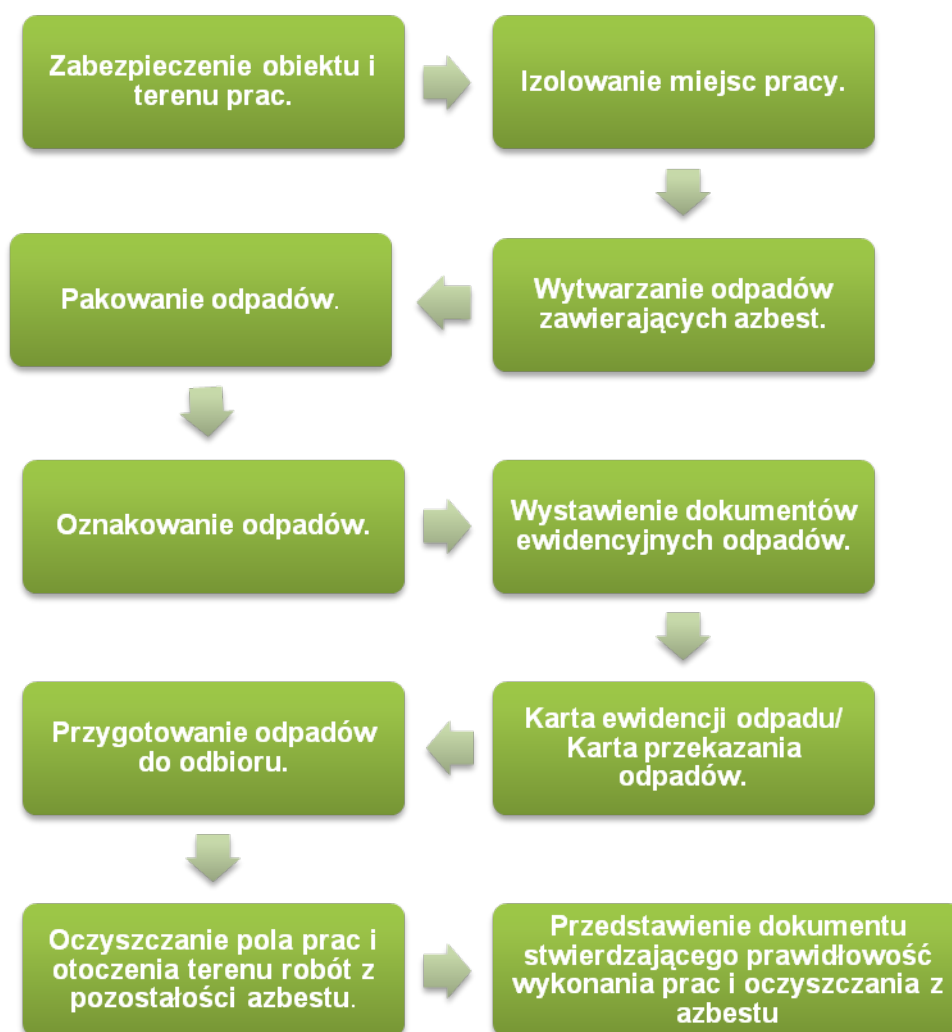 Zabezpieczenie obiektu i
terenu prac.
Izolowanie miejsc pracy.
Wytwarzanie odpadów
zawierających azbest.
Pakowanie odpadów.
Oznakowanie odpadów.
Wystawienie dokumentów
ewidencyjnych odpadów.
Karta ewidencji odpadu/
Karta przekazania
odpadów.
Przygotowanie odpadów
do odbioru.
Oczyszczanie pola prac i
otoczenia terenu robót z
pozostałości azbestu.
Przedstawienie dokumentu
stwierdzającego prawidłowość
wykonania prac i oczyszczania z
azbestu